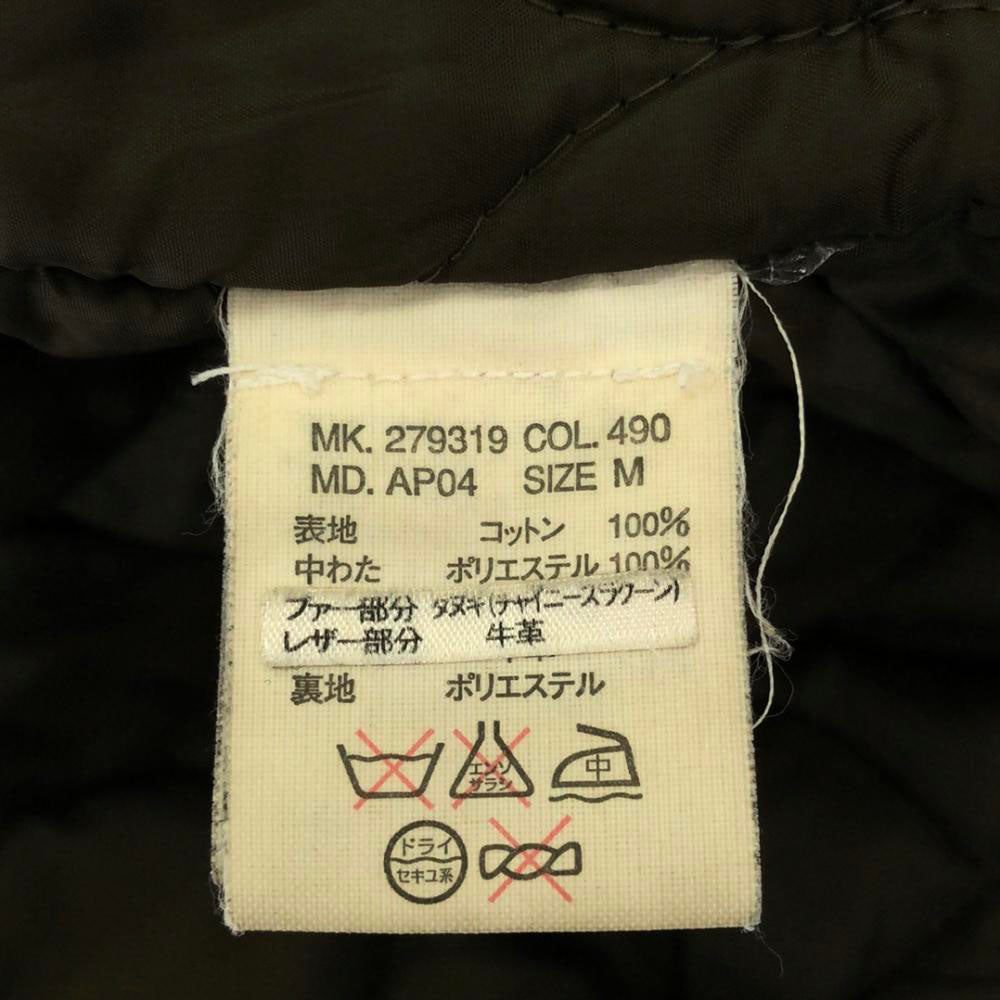 MK. 279319 COL. 490
MD. AP04 SIZE M
表地 コットン 100%
中わた ポリエステル 100%
ファー部分 タヌキ(チャイニースラクーン)
レザー部分 牛革
裏地 ポリエステル
エンソ
サラシ
中
ドライ
セキユ系